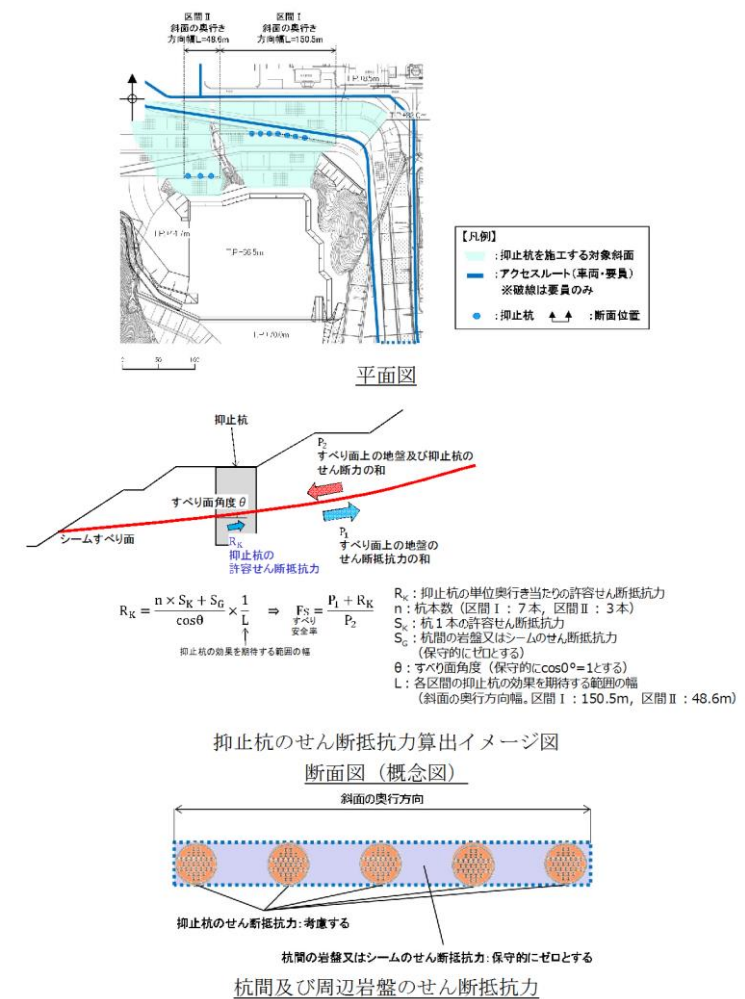 区間Ⅱ
斜面の奥行き
方向幅L=48.6m
区間Ⅰ
斜面の奥行き
方向幅L=150.5m
【凡例】
:抑止杭を施工する対象斜面
:アクセスルート(車両・要員)
※破線は要員のみ
:抑止杭
:断面位置
0 50 100
平面図
抑止杭
P2
すべり面上の地盤及び抑止杭の
せん断力の和
すべり面角度 θ
シームすべり面
RK
抑止杭の
許容せん断抵抗力
P1
すべり面上の地盤の
せん断抵抗力の和
RK = (n × SK + SG)/cosθ × 1/L ⇒ FS = (P1 + RK)/P2
すべり
安全率
抑止杭の効果を期待する範囲の幅
RK:抑止杭の単位奥行き当たりの許容せん断抵抗力
n:杭本数(区間Ⅰ:7本,区間Ⅱ:3本)
SK:杭1本の許容せん断抵抗力
SG:杭間の岩盤又はシームのせん断抵抗力
(保守的にゼロとする)
θ:すべり面角度(保守的にcos0°=1とする)
L:各区間の抑止杭の効果を期待する範囲の幅
(斜面の奥行方向幅。区間Ⅰ:150.5m,区間Ⅱ:48.6m)
抑止杭のせん断抵抗力算出イメージ図
断面図(概念図)
斜面の奥行方向
抑止杭のせん断抵抗力:考慮する
杭間の岩盤又はシームのせん断抵抗力:保守的にゼロとする
杭間及び周辺岩盤のせん断抵抗力